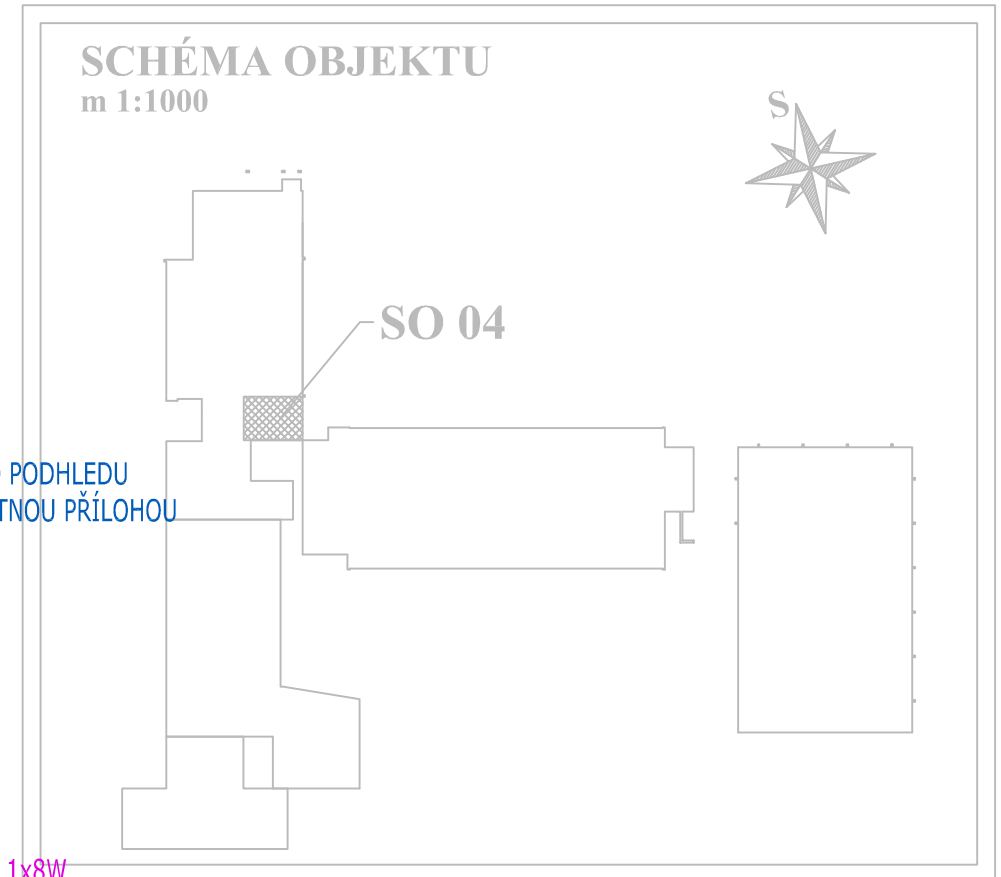 SCHÉMA OBJEKTU
m 1:1000
S
SO 04
PODHLEDU
TNOU PŘÍLOHOU
1x8W